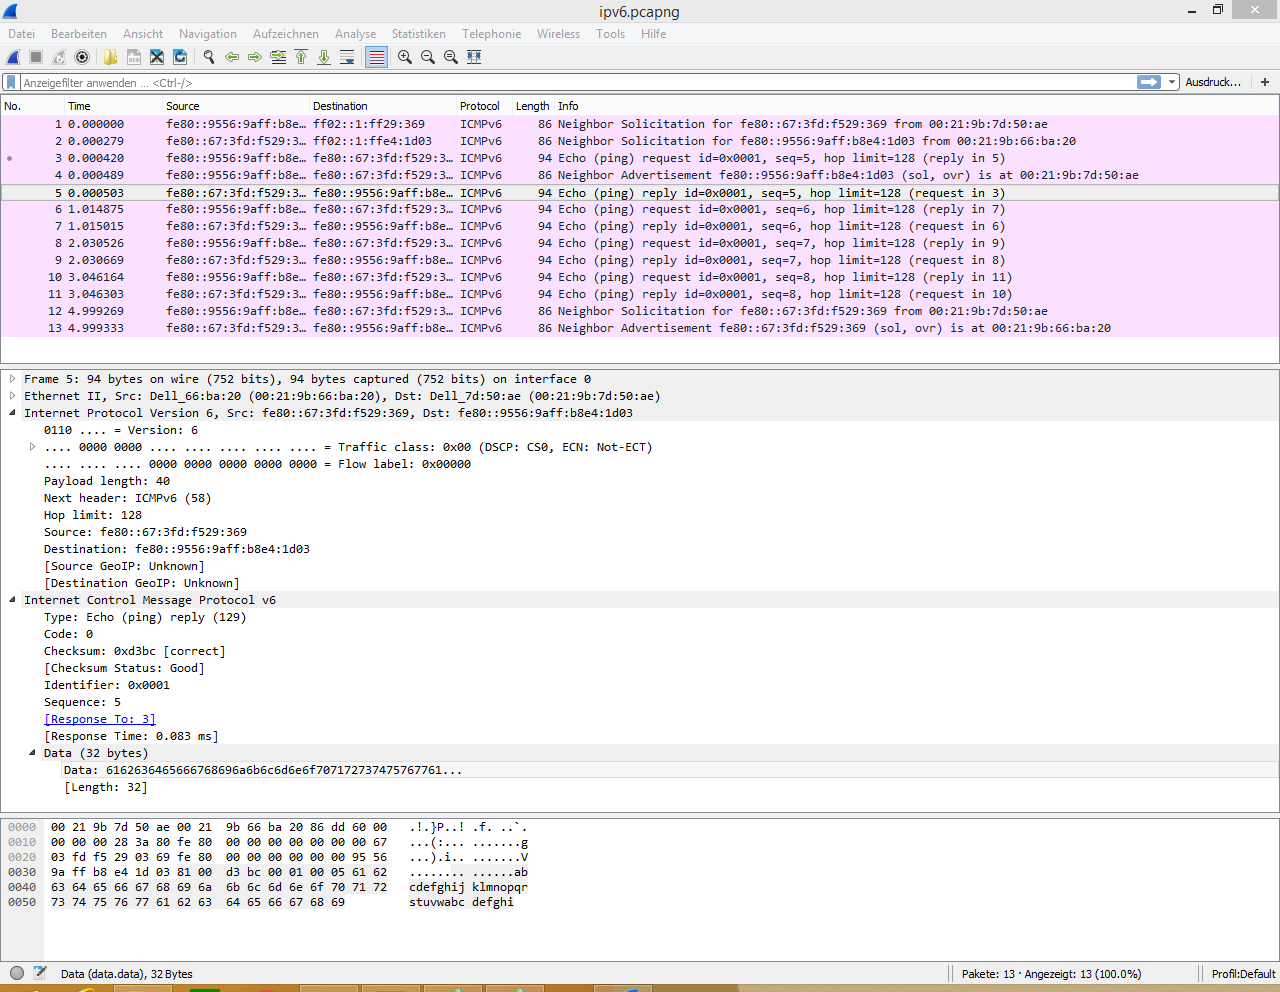 ipv6.pcapng
Datei Bearbeiten Ansicht Navigation Aufzeichnen Analyse Statistiken Telephonie Wireless Tools Hilfe
Anzeigefilter anwenden ... <Ctrl-/> Ausdruck... +
No. Time Source Destination Protocol Length Info
1 0.000000 fe80::9556:9aff:b8e... ff02::1:ff29:369 ICMPv6 86 Neighbor Solicitation for fe80::67:3fd:f529:369 from 00:21:9b:7d:50:ae
2 0.000279 fe80::67:3fd:f529:3... ff02::1:ffe4:1d03 ICMPv6 86 Neighbor Solicitation for fe80::9556:9aff:b8e4:1d03 from 00:21:9b:66:ba:20
3 0.000420 fe80::9556:9aff:b8e... fe80::67:3fd:f529:3... ICMPv6 94 Echo (ping) request id=0x0001, seq=5, hop limit=128 (reply in 5)
4 0.000489 fe80::9556:9aff:b8e... fe80::67:3fd:f529:3... ICMPv6 86 Neighbor Advertisement fe80::9556:9aff:b8e4:1d03 (sol, ovr) is at 00:21:9b:7d:50:ae
5 0.000503 fe80::67:3fd:f529:3... fe80::9556:9aff:b8e... ICMPv6 94 Echo (ping) reply id=0x0001, seq=5, hop limit=128 (request in 3)
6 1.014875 fe80::9556:9aff:b8e... fe80::67:3fd:f529:3... ICMPv6 94 Echo (ping) request id=0x0001, seq=6, hop limit=128 (reply in 7)
7 1.015015 fe80::67:3fd:f529:3... fe80::9556:9aff:b8e... ICMPv6 94 Echo (ping) reply id=0x0001, seq=6, hop limit=128 (request in 6)
8 2.030526 fe80::9556:9aff:b8e... fe80::67:3fd:f529:3... ICMPv6 94 Echo (ping) request id=0x0001, seq=7, hop limit=128 (reply in 9)
9 2.030669 fe80::67:3fd:f529:3... fe80::9556:9aff:b8e... ICMPv6 94 Echo (ping) reply id=0x0001, seq=7, hop limit=128 (request in 8)
10 3.046164 fe80::9556:9aff:b8e... fe80::67:3fd:f529:3... ICMPv6 94 Echo (ping) request id=0x0001, seq=8, hop limit=128 (reply in 11)
11 3.046303 fe80::67:3fd:f529:3... fe80::9556:9aff:b8e... ICMPv6 94 Echo (ping) reply id=0x0001, seq=8, hop limit=128 (request in 10)
12 4.999269 fe80::9556:9aff:b8e... fe80::67:3fd:f529:3... ICMPv6 86 Neighbor Solicitation for fe80::67:3fd:f529:369 from 00:21:9b:7d:50:ae
13 4.999333 fe80::67:3fd:f529:3... fe80::9556:9aff:b8e... ICMPv6 86 Neighbor Advertisement fe80::67:3fd:f529:369 (sol, ovr) is at 00:21:9b:66:ba:20
Frame 5: 94 bytes on wire (752 bits), 94 bytes captured (752 bits) on interface 0
Ethernet II, Src: Dell_66:ba:20 (00:21:9b:66:ba:20), Dst: Dell_7d:50:ae (00:21:9b:7d:50:ae)
Internet Protocol Version 6, Src: fe80::67:3fd:f529:369, Dst: fe80::9556:9aff:b8e4:1d03
0110 .... = Version: 6
.... 0000 0000 .... .... .... .... .... = Traffic class: 0x00 (DSCP: CS0, ECN: Not-ECT)
.... .... .... 0000 0000 0000 0000 0000 = Flow label: 0x00000
Payload length: 40
Next header: ICMPv6 (58)
Hop limit: 128
Source: fe80::67:3fd:f529:369
Destination: fe80::9556:9aff:b8e4:1d03
[Source GeoIP: Unknown]
[Destination GeoIP: Unknown]
Internet Control Message Protocol v6
Type: Echo (ping) reply (129)
Code: 0
Checksum: 0xd3bc [correct]
[Checksum Status: Good]
Identifier: 0x0001
Sequence: 5
[Response To: 3]
[Response Time: 0.083 ms]
Data (32 bytes)
Data: 6162636465666768696a6b6c6d6e6f707172737475767761...
[Length: 32]
0000 00 21 9b 7d 50 ae 00 21 9b 66 ba 20 86 dd 60 00 .!.}P..! .f. ..`.
0010 00 00 00 28 3a 80 fe 80 00 00 00 00 00 00 00 67 ...(:... .......g
0020 03 fd f5 29 03 69 fe 80 00 00 00 00 00 00 95 56 ...).i.. .......V
0030 9a ff b8 e4 1d 03 81 00 d3 bc 00 01 00 05 61 62 ........ ......ab
0040 63 64 65 66 67 68 69 6a 6b 6c 6d 6e 6f 70 71 72 cdefghij klmnopqr
0050 73 74 75 76 77 61 62 63 64 65 66 67 68 69 stuvwabc defghi
Data (data.data), 32 Bytes Pakete: 13 · Angezeigt: 13 (100.0%) Profil:Default